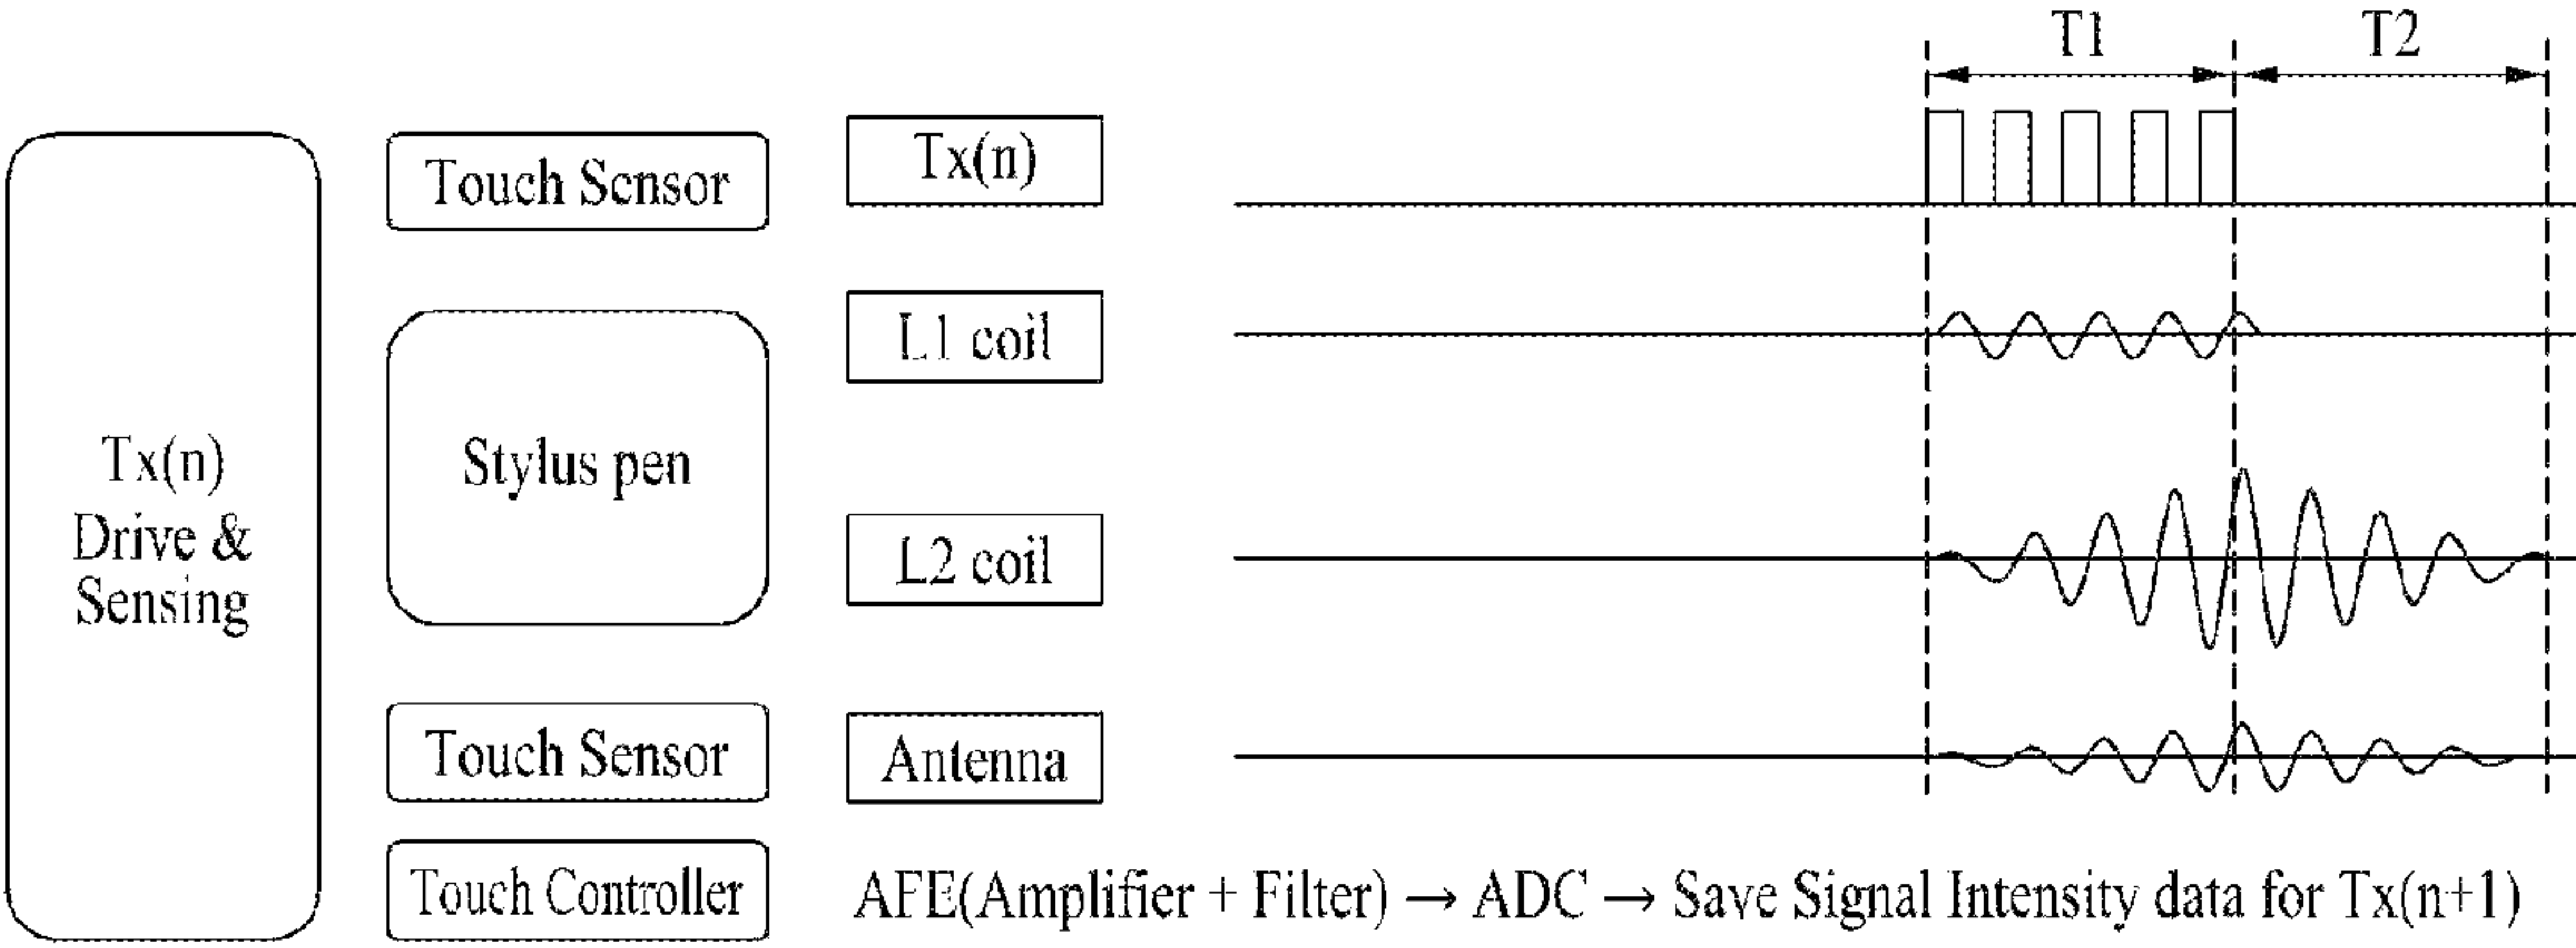 T1 T2
Touch Sensor Tx(n)
L1 coil
Tx(n)
Drive &
Sensing
Stylus pen
L2 coil
Touch Sensor Antenna
Touch Controller AFE(Amplifier + Filter) → ADC → Save Signal Intensity data for Tx(n+1)